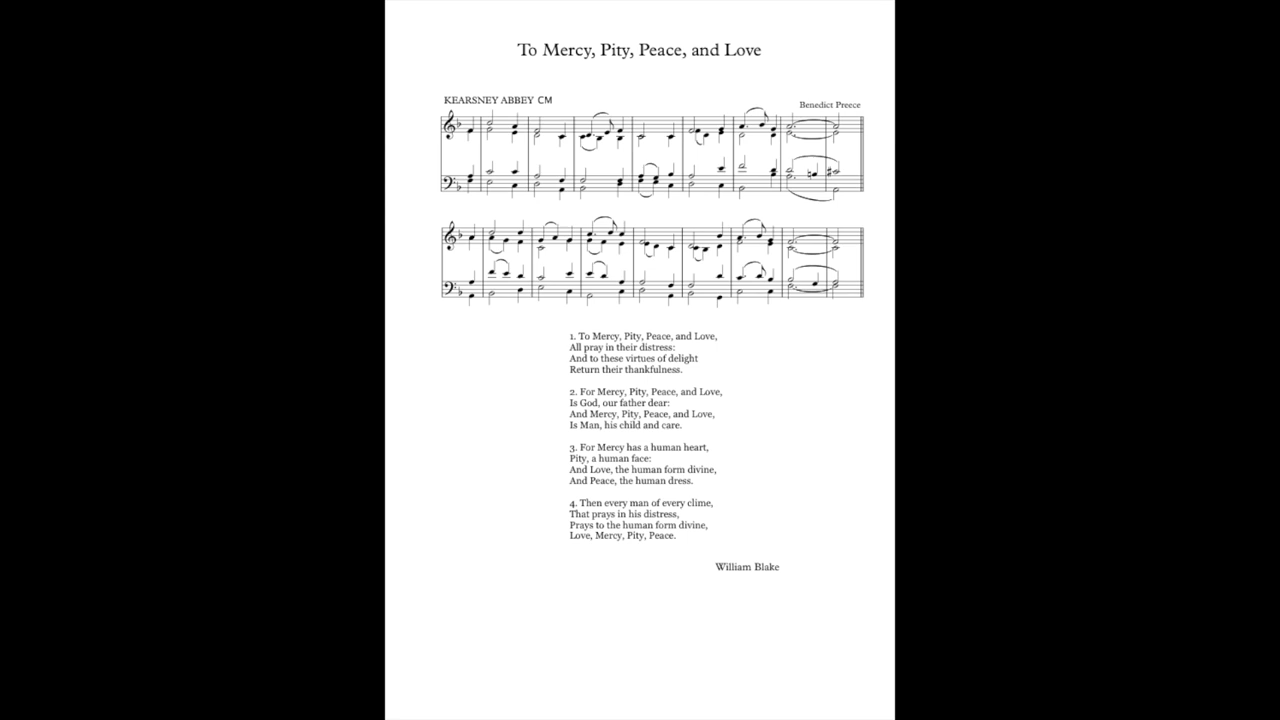 To Mercy, Pity, Peace, and Love
KEARSNEY ABBEY CM
Benedict Preece
1. To Mercy, Pity, Peace, and Love,
All pray in their distress:
And to these virtues of delight
Return their thankfulness.
2. For Mercy, Pity, Peace, and Love,
Is God, our father dear:
And Mercy, Pity, Peace, and Love,
Is Man, his child and care.
3. For Mercy has a human heart,
Pity, a human face:
And Love, the human form divine,
And Peace, the human dress.
4. Then every man of every clime,
That prays in his distress,
Prays to the human form divine,
Love, Mercy, Pity, Peace.
William Blake